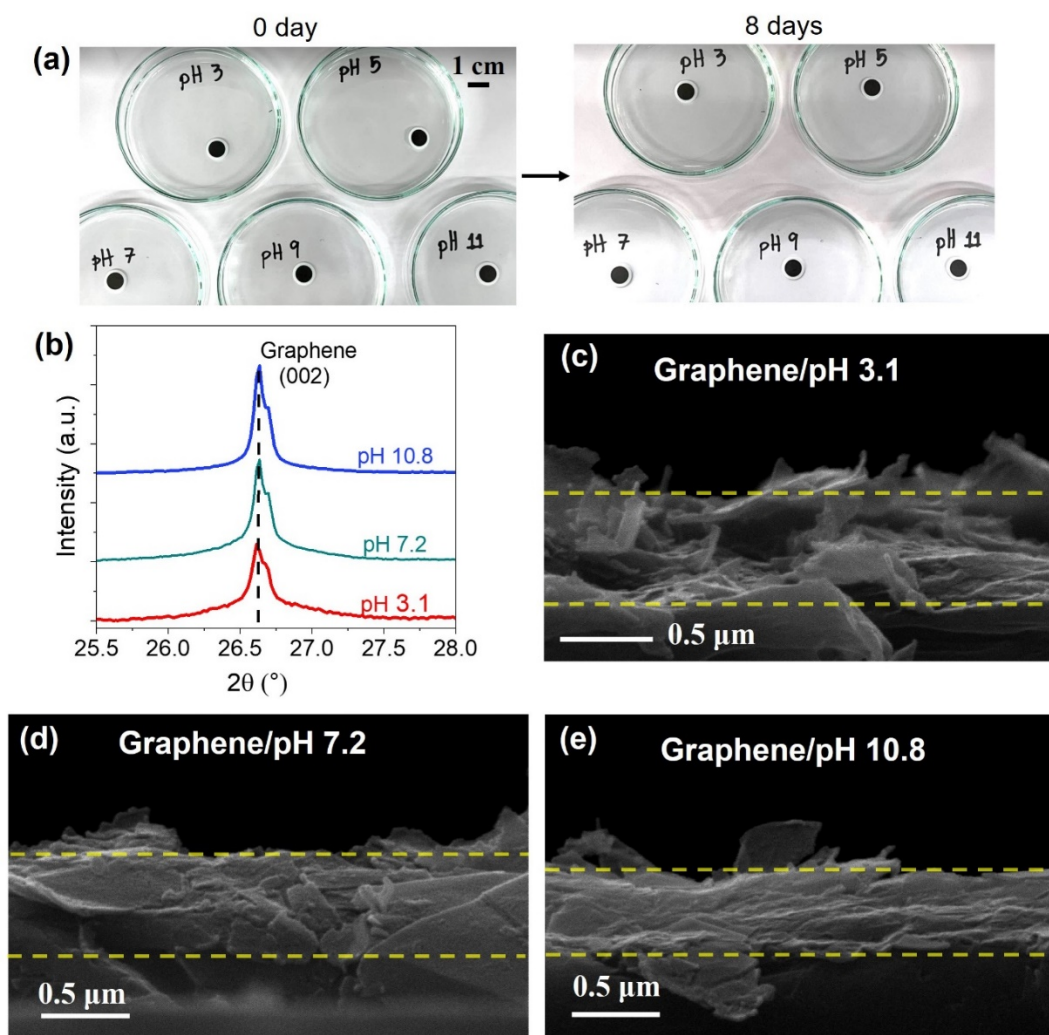 0 day
8 days
(a)
pH 3
pH 5
1 cm
pH 7
pH 9
pH 11
pH 3
pH 5
pH 7
pH 9
pH 11
(b)
Graphene
(002)
pH 10.8
pH 7.2
pH 3.1
Intensity (a.u.)
25.5 26.0 26.5 27.0 27.5 28.0
2θ (°)
(c)
Graphene/pH 3.1
0.5 μm
(d)
Graphene/pH 7.2
0.5 μm
(e)
Graphene/pH 10.8
0.5 μm